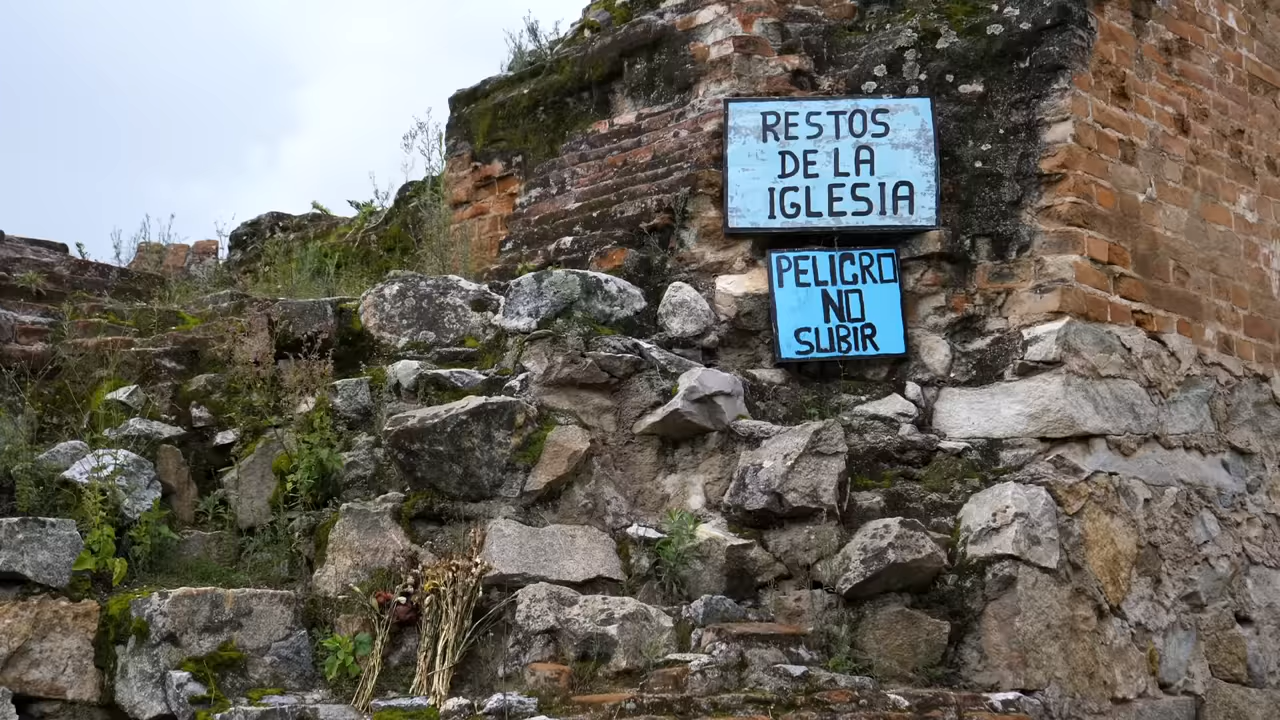 RESTOS
DE LA
IGLESIA
PELIGRO
NO
SUBIR